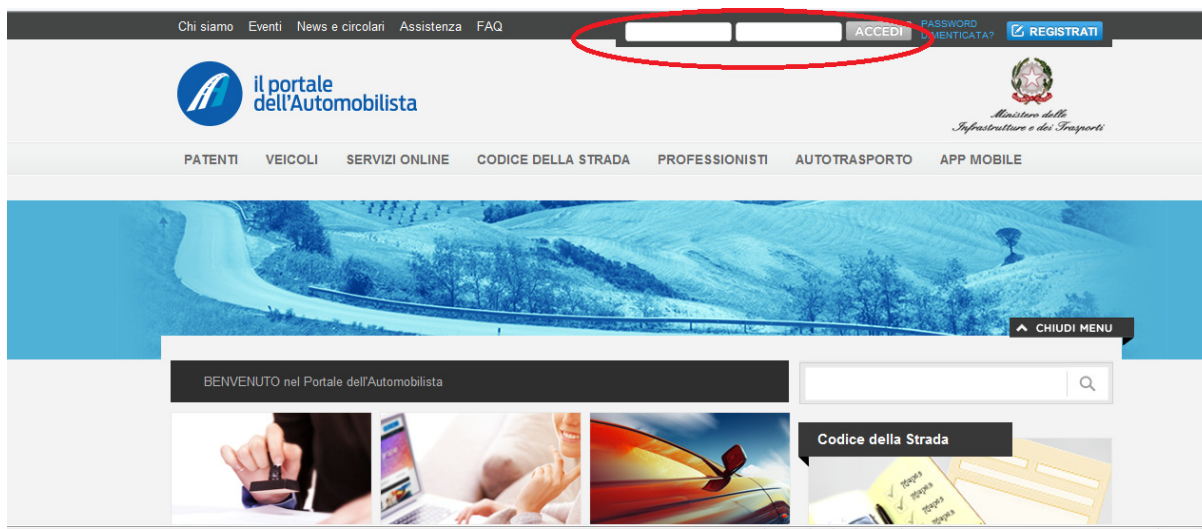 Chi siamo Eventi News e circolari Assistenza FAQ ACCEDI PASSWORD
DIMENTICATA? REGISTRATI
il portale
dell'Automobilista
Ministero delle
Infrastrutture e dei Trasporti
PATENTI VEICOLI SERVIZI ONLINE CODICE DELLA STRADA PROFESSIONISTI AUTOTRASPORTO APP MOBILE
CHIUDI MENU
BENVENUTO nel Portale dell'Automobilista
Codice della Strada